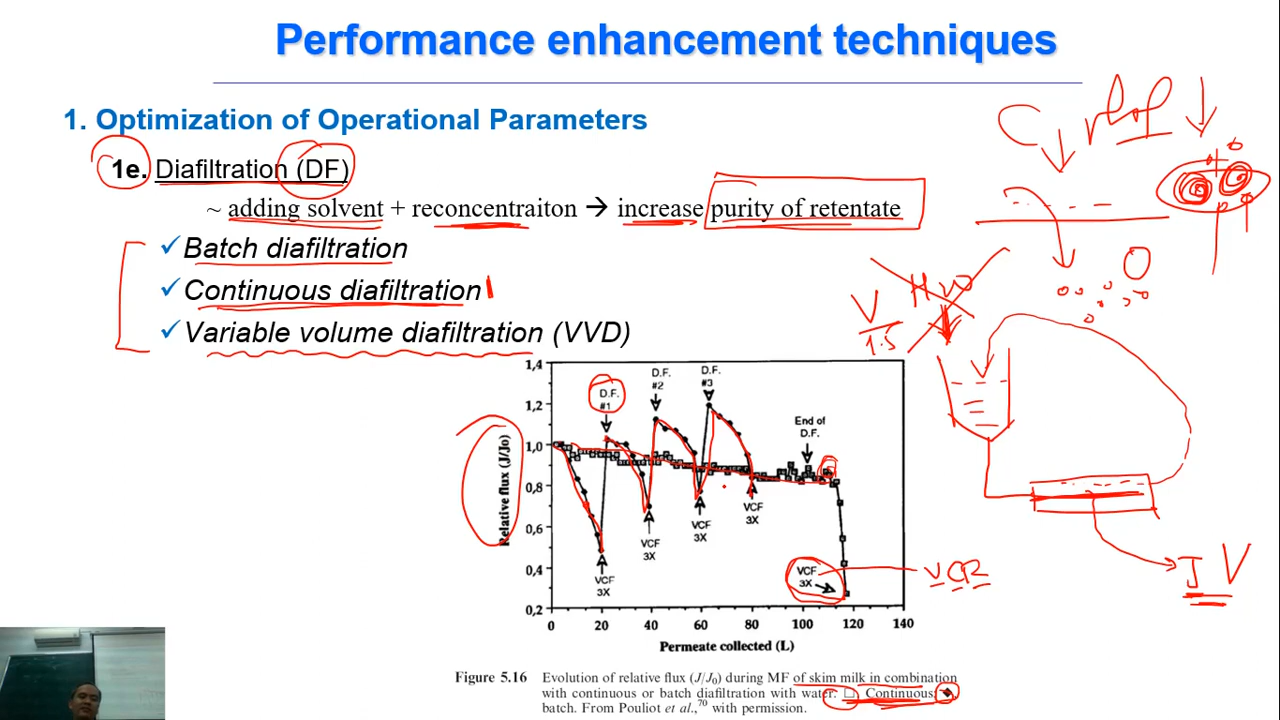 Performance enhancement techniques
1. Optimization of Operational Parameters
1e. Diafiltration (DF)
~ adding solvent + reconcentraiton → increase purity of retentate
✓ Batch diafiltration
✓ Continuous diafiltration
✓ Variable volume diafiltration (VVD)
V
1.5
1,4
1,2
1,0
0,8
0,6
0,4
0,2
Relative flux (J/Jo)
D.F.
#1
D.F.
#2
D.F.
#3
End of
D.F.
VCF
3X
VCF
3X
VCF
3X
VCF
3X
VCF
3X
VCR
J V
0 20 40 60 80 100 120 140
Permeate collected (L)
Figure 5.16 Evolution of relative flux (J/J0) during MF of skim milk in combination
with continuous or batch diafiltration with water. □ Continuous; ◆
batch. From Pouliot et al.,70 with permission.